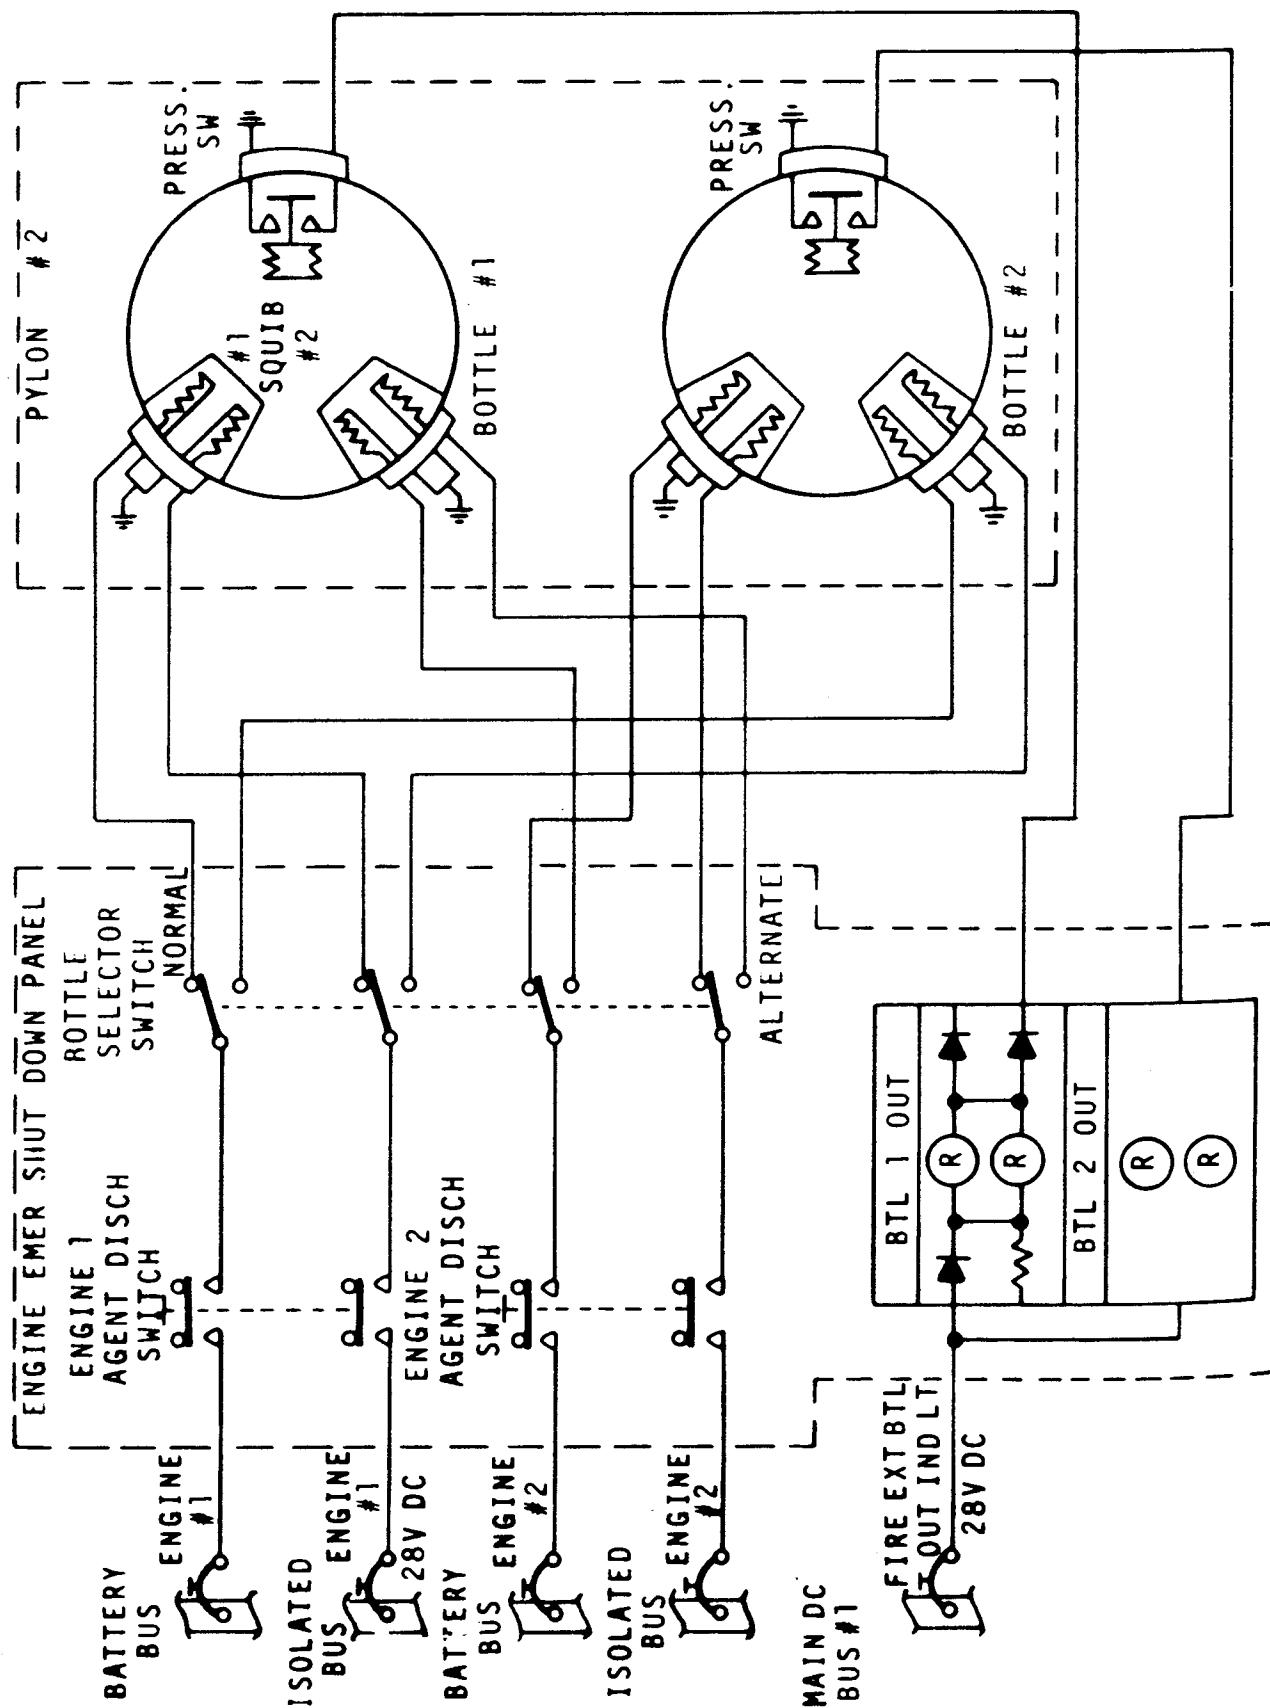 PYLON #2
PRESS.
SW
#1
SQUIB
#2
BOTTLE #1
PRESS.
SW
BOTTLE #2
ENGINE EMER SHUT DOWN PANEL
BOTTLE
SELECTOR
SWITCH
NORMAL
ALTERNATE
ENGINE 1
AGENT DISCH
SWITCH
ENGINE 2
AGENT DISCH
SWITCH
BTL 1 OUT
R
R
BTL 2 OUT
R
R
BATTERY
BUS
ENGINE
#1
ISOLATED
BUS
ENGINE
#1
28V DC
BATTERY
BUS
ENGINE
#2
ISOLATED
BUS
ENGINE
#2
MAIN DC
BUS #1
FIRE EXT BTL
OUT IND LT
28V DC